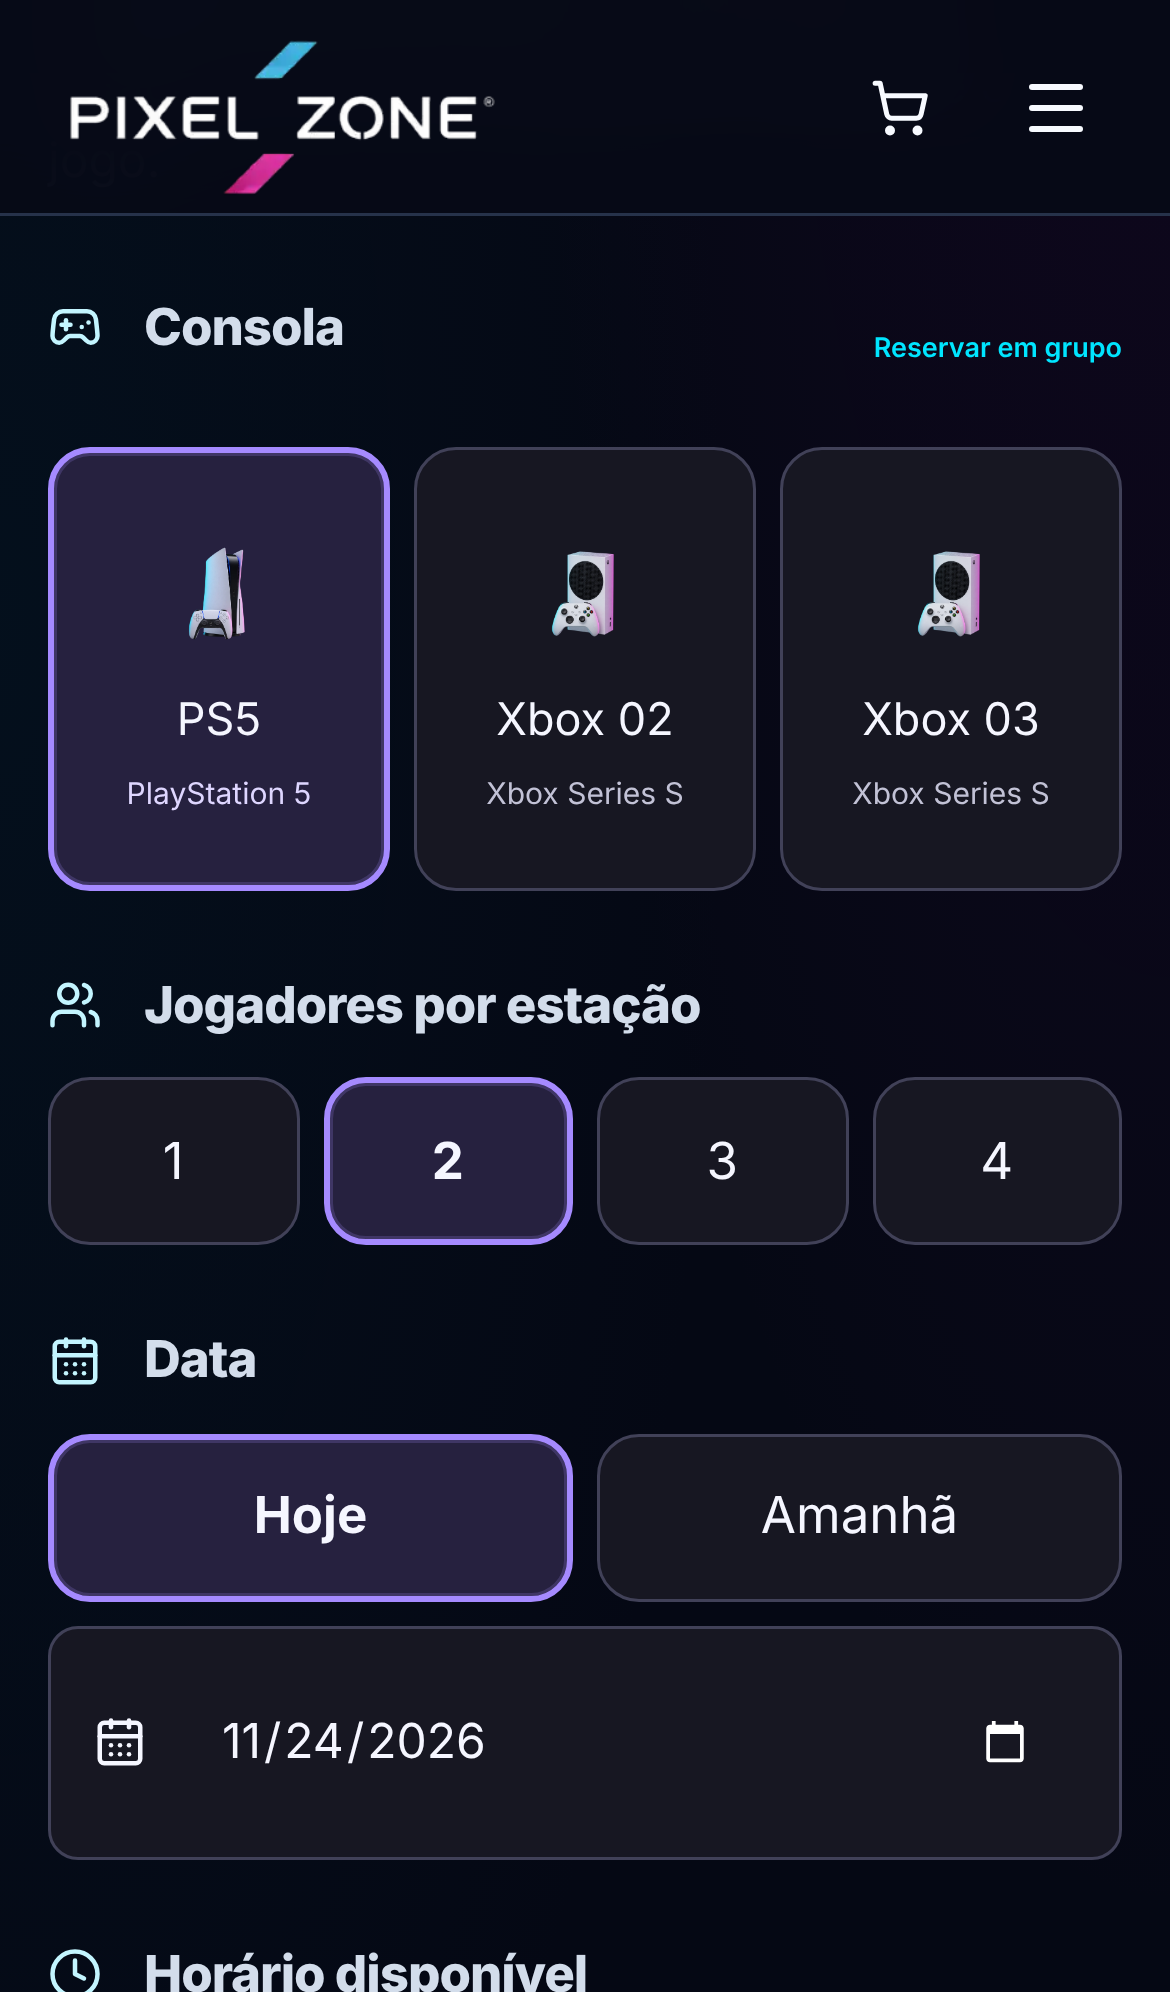 PIXEL ZONE®
jogo.
Consola
Reservar em grupo
PS5
PlayStation 5
Xbox 02
Xbox Series S
Xbox 03
Xbox Series S
Jogadores por estação
1
2
3
4
Data
Hoje
Amanhã
11/24/2026
Horário disponível